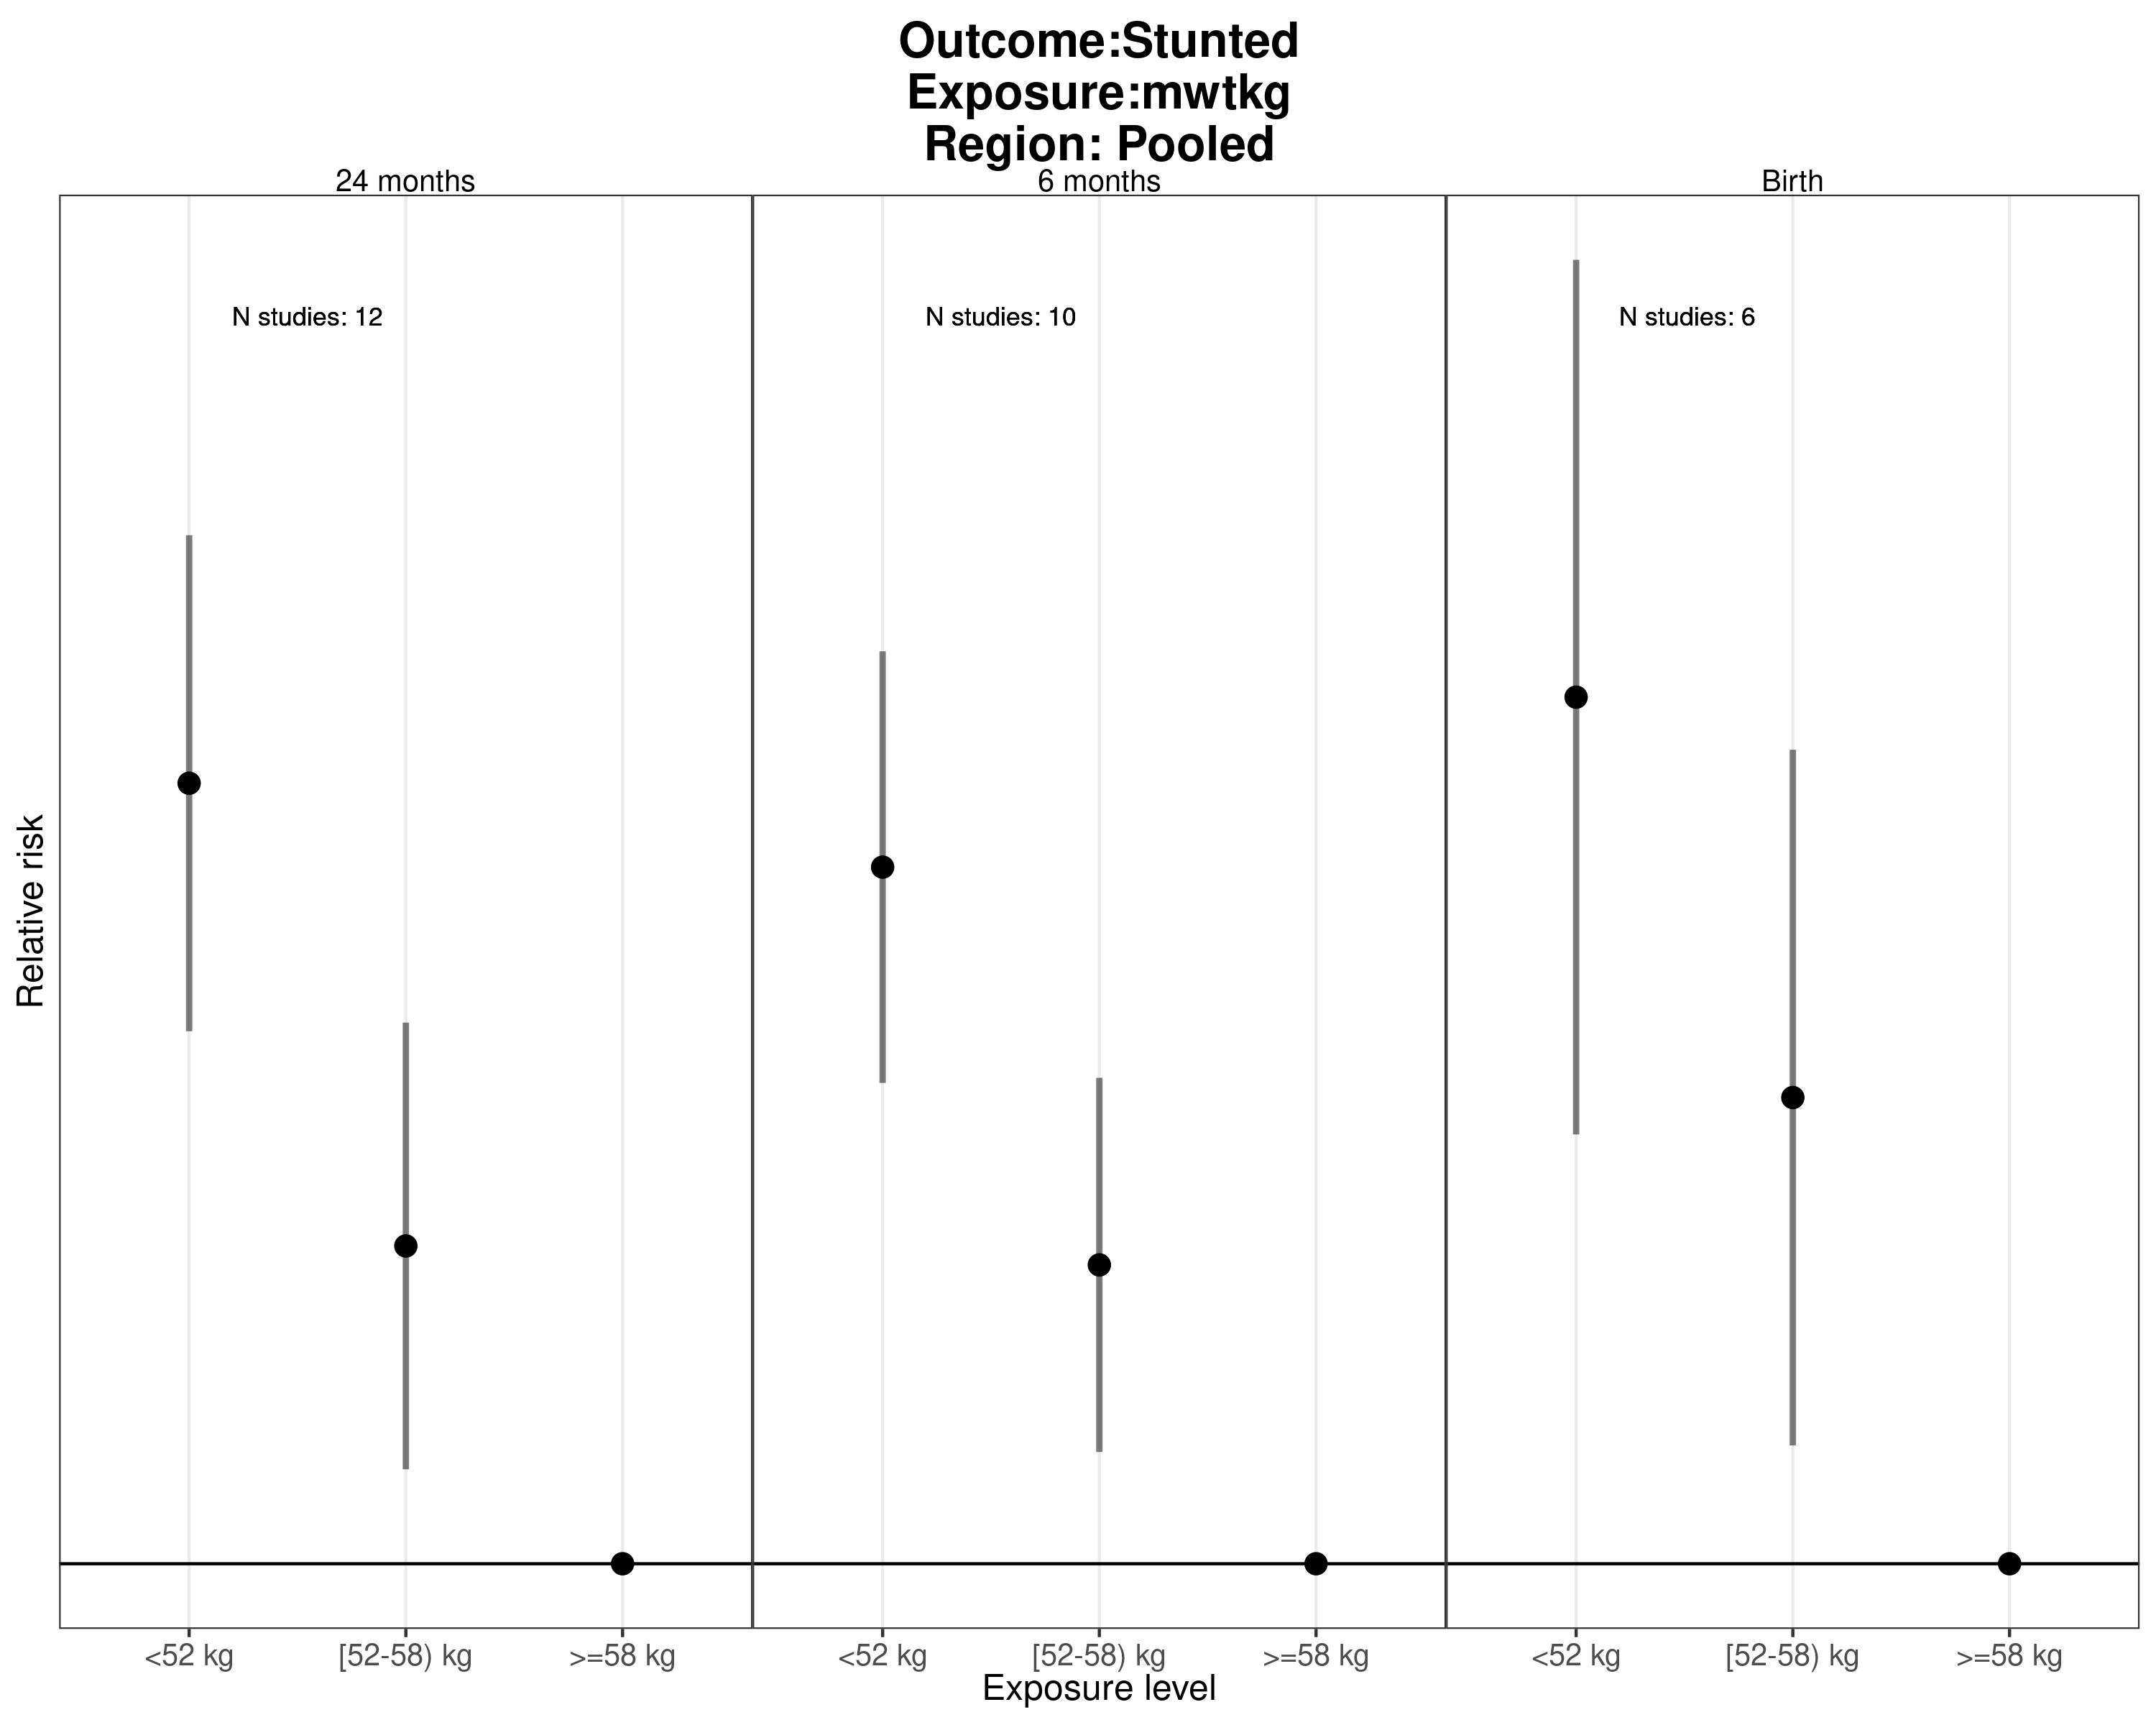 Outcome:Stunted
Exposure:mwtkg
Region: Pooled
24 months
6 months
Birth
N studies: 12
N studies: 10
N studies: 6
Relative risk
<52 kg
[52-58) kg
>=58 kg
<52 kg
[52-58) kg
>=58 kg
<52 kg
[52-58) kg
>=58 kg
Exposure level